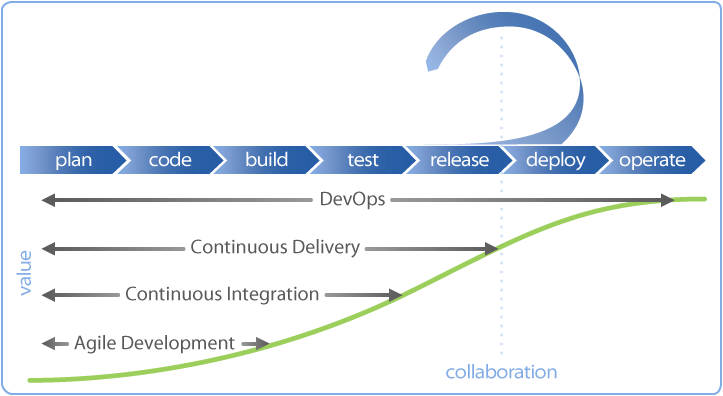 plan
code
build
test
release
deploy
operate
DevOps
Continuous Delivery
value
Continuous Integration
Agile Development
collaboration